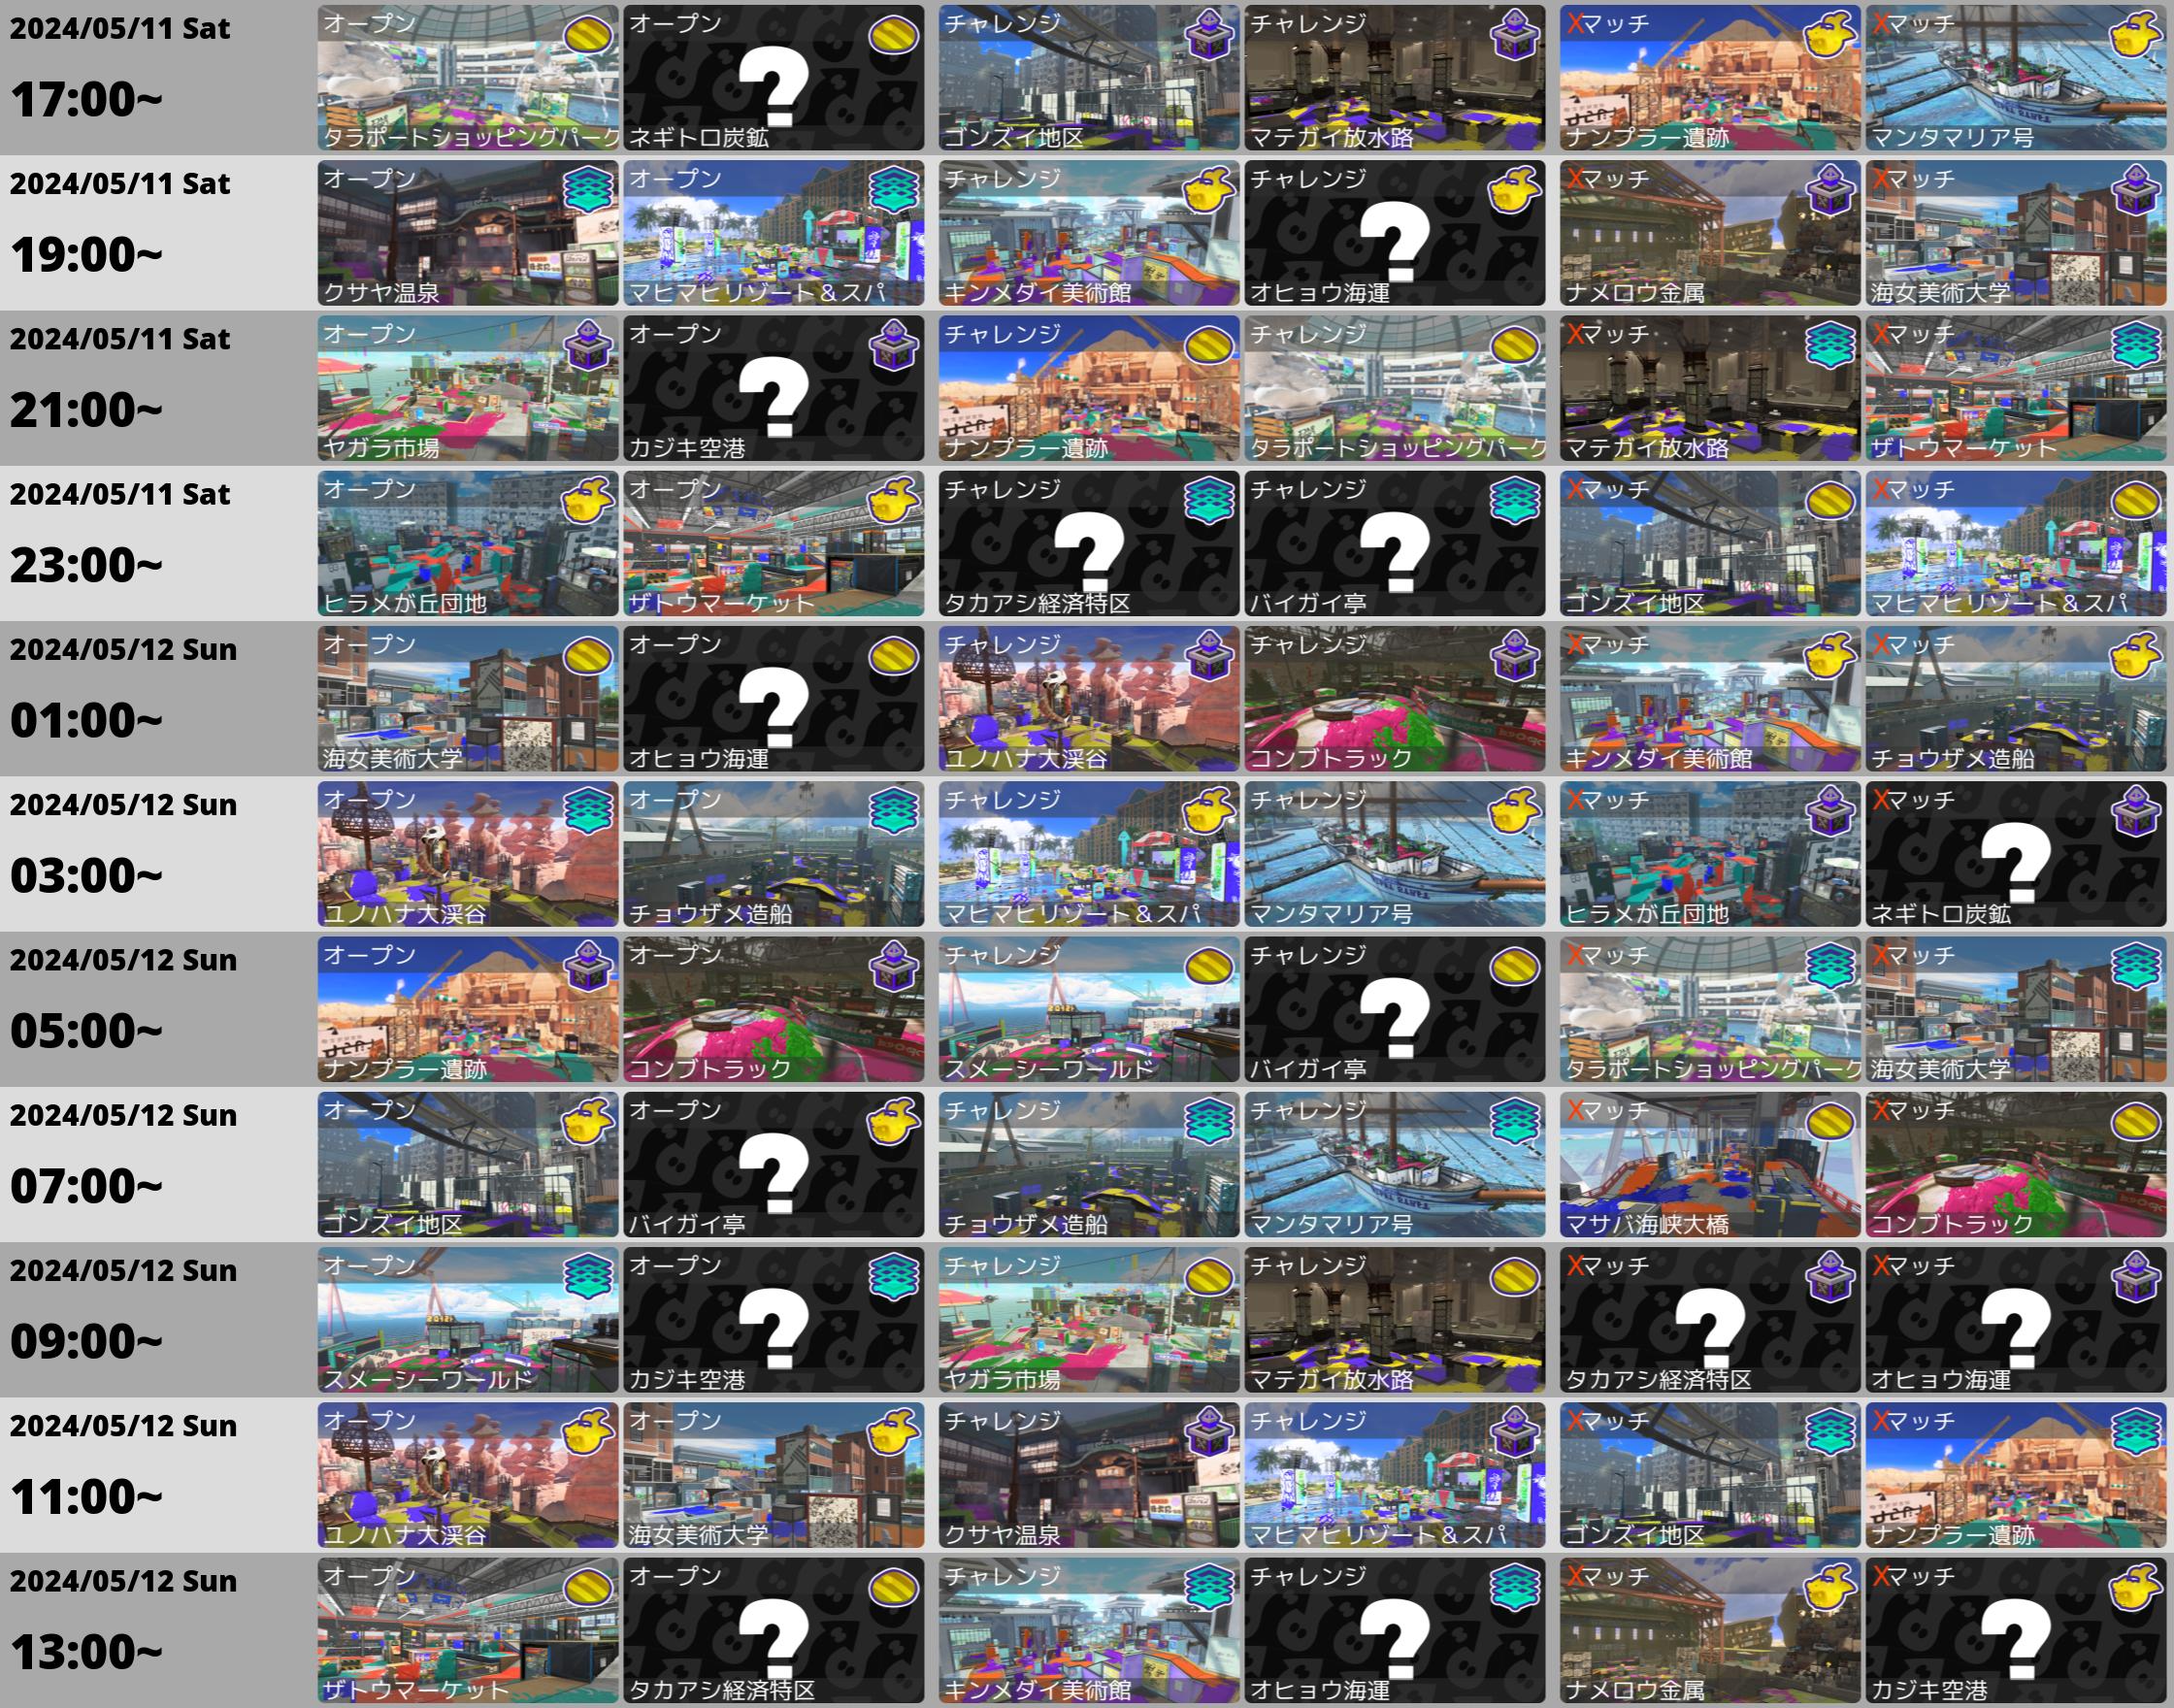 2024/05/11 Sat
17:00~
オープン
タラポートショッピングパーク
オープン
ネギトロ炭鉱
チャレンジ
ゴンズイ地区
チャレンジ
マテガイ放水路
Xマッチ
ナンプラー遺跡
Xマッチ
マンタマリア号
2024/05/11 Sat
19:00~
オープン
クサヤ温泉
オープン
マヒマヒリゾート&スパ
チャレンジ
キンメダイ美術館
チャレンジ
オヒョウ海運
Xマッチ
ナメロウ金属
Xマッチ
海女美術大学
2024/05/11 Sat
21:00~
オープン
ヤガラ市場
オープン
カジキ空港
チャレンジ
ナンプラー遺跡
チャレンジ
タラポートショッピングパーク
Xマッチ
マテガイ放水路
Xマッチ
ザトウマーケット
2024/05/11 Sat
23:00~
オープン
ヒラメが丘団地
オープン
ザトウマーケット
チャレンジ
タカアシ経済特区
チャレンジ
バイガイ亭
Xマッチ
ゴンズイ地区
Xマッチ
マヒマヒリゾート&スパ
2024/05/12 Sun
01:00~
オープン
海女美術大学
オープン
オヒョウ海運
チャレンジ
ユノハナ大渓谷
チャレンジ
コンブトラック
Xマッチ
キンメダイ美術館
Xマッチ
チョウザメ造船
2024/05/12 Sun
03:00~
オープン
ユノハナ大渓谷
オープン
チョウザメ造船
チャレンジ
マヒマヒリゾート&スパ
チャレンジ
マンタマリア号
Xマッチ
ヒラメが丘団地
Xマッチ
ネギトロ炭鉱
2024/05/12 Sun
05:00~
オープン
ナンプラー遺跡
オープン
コンブトラック
チャレンジ
スメーシーワールド
チャレンジ
バイガイ亭
Xマッチ
タラポートショッピングパーク
Xマッチ
海女美術大学
2024/05/12 Sun
07:00~
オープン
ゴンズイ地区
オープン
バイガイ亭
チャレンジ
チョウザメ造船
チャレンジ
マンタマリア号
Xマッチ
マサバ海峡大橋
Xマッチ
コンブトラック
2024/05/12 Sun
09:00~
オープン
スメーシーワールド
オープン
カジキ空港
チャレンジ
ヤガラ市場
チャレンジ
マテガイ放水路
Xマッチ
タカアシ経済特区
Xマッチ
オヒョウ海運
2024/05/12 Sun
11:00~
オープン
ユノハナ大渓谷
オープン
海女美術大学
チャレンジ
クサヤ温泉
チャレンジ
マヒマヒリゾート&スパ
Xマッチ
ゴンズイ地区
Xマッチ
ナンプラー遺跡
2024/05/12 Sun
13:00~
オープン
ザトウマーケット
オープン
タカアシ経済特区
チャレンジ
キンメダイ美術館
チャレンジ
オヒョウ海運
Xマッチ
ナメロウ金属
Xマッチ
カジキ空港